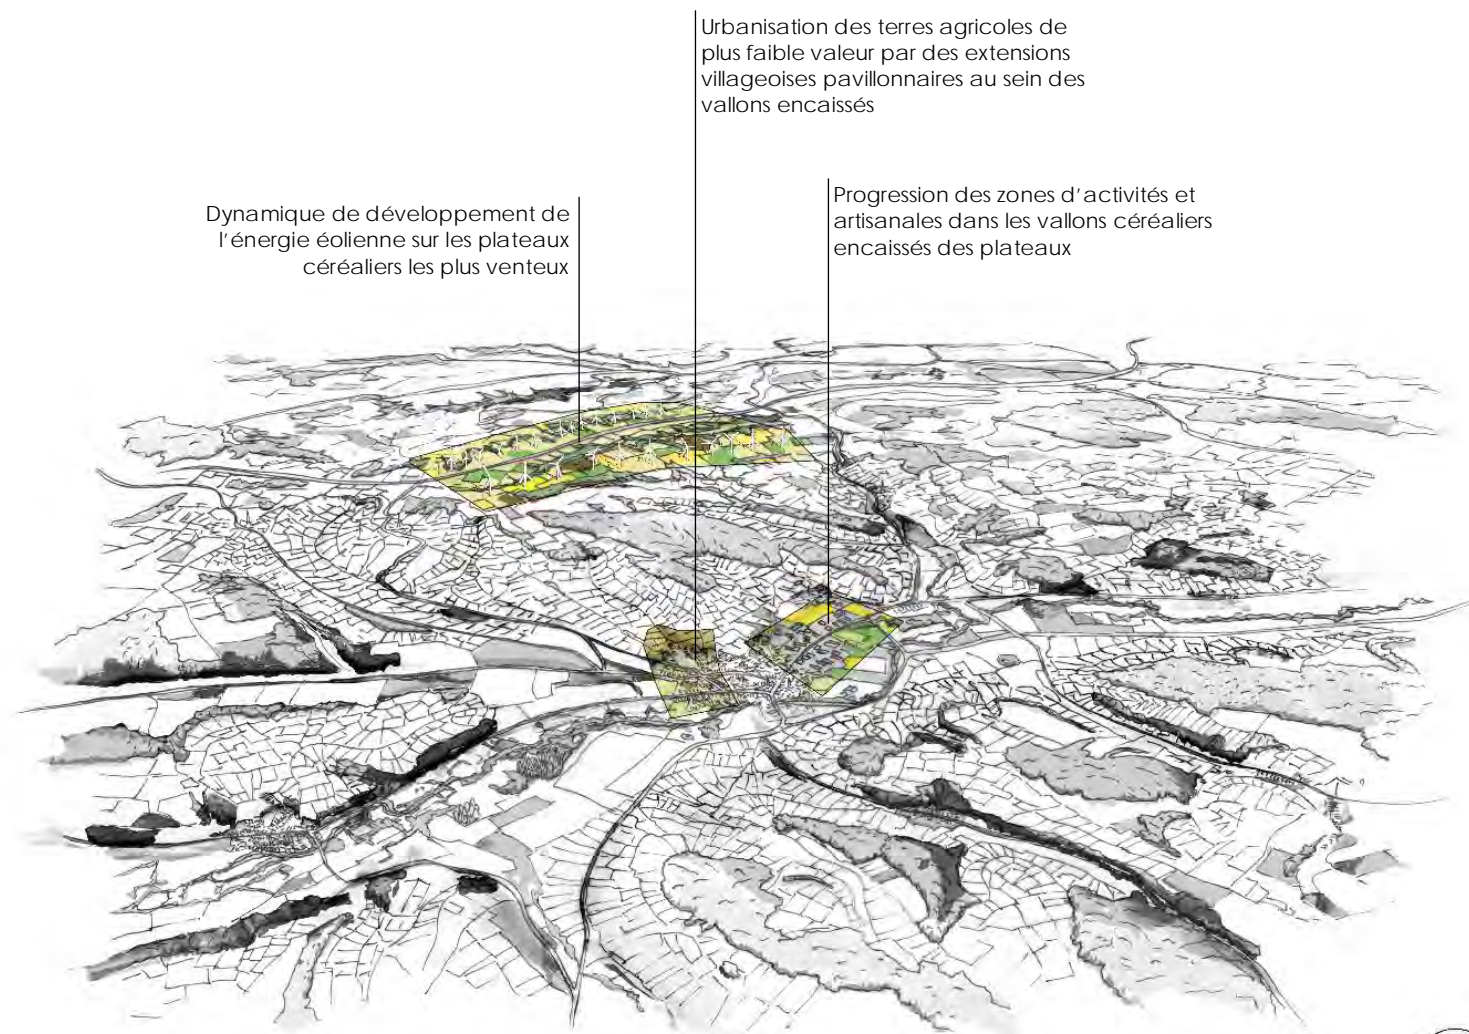 Urbanisation des terres agricoles de
plus faible valeur par des extensions
villageoises pavillonnaires au sein des
vallons encaissés
Dynamique de développement de
l'énergie éolienne sur les plateaux
céréaliers les plus venteux
Progression des zones d'activités et
artisanales dans les vallons céréaliers
encaissés des plateaux